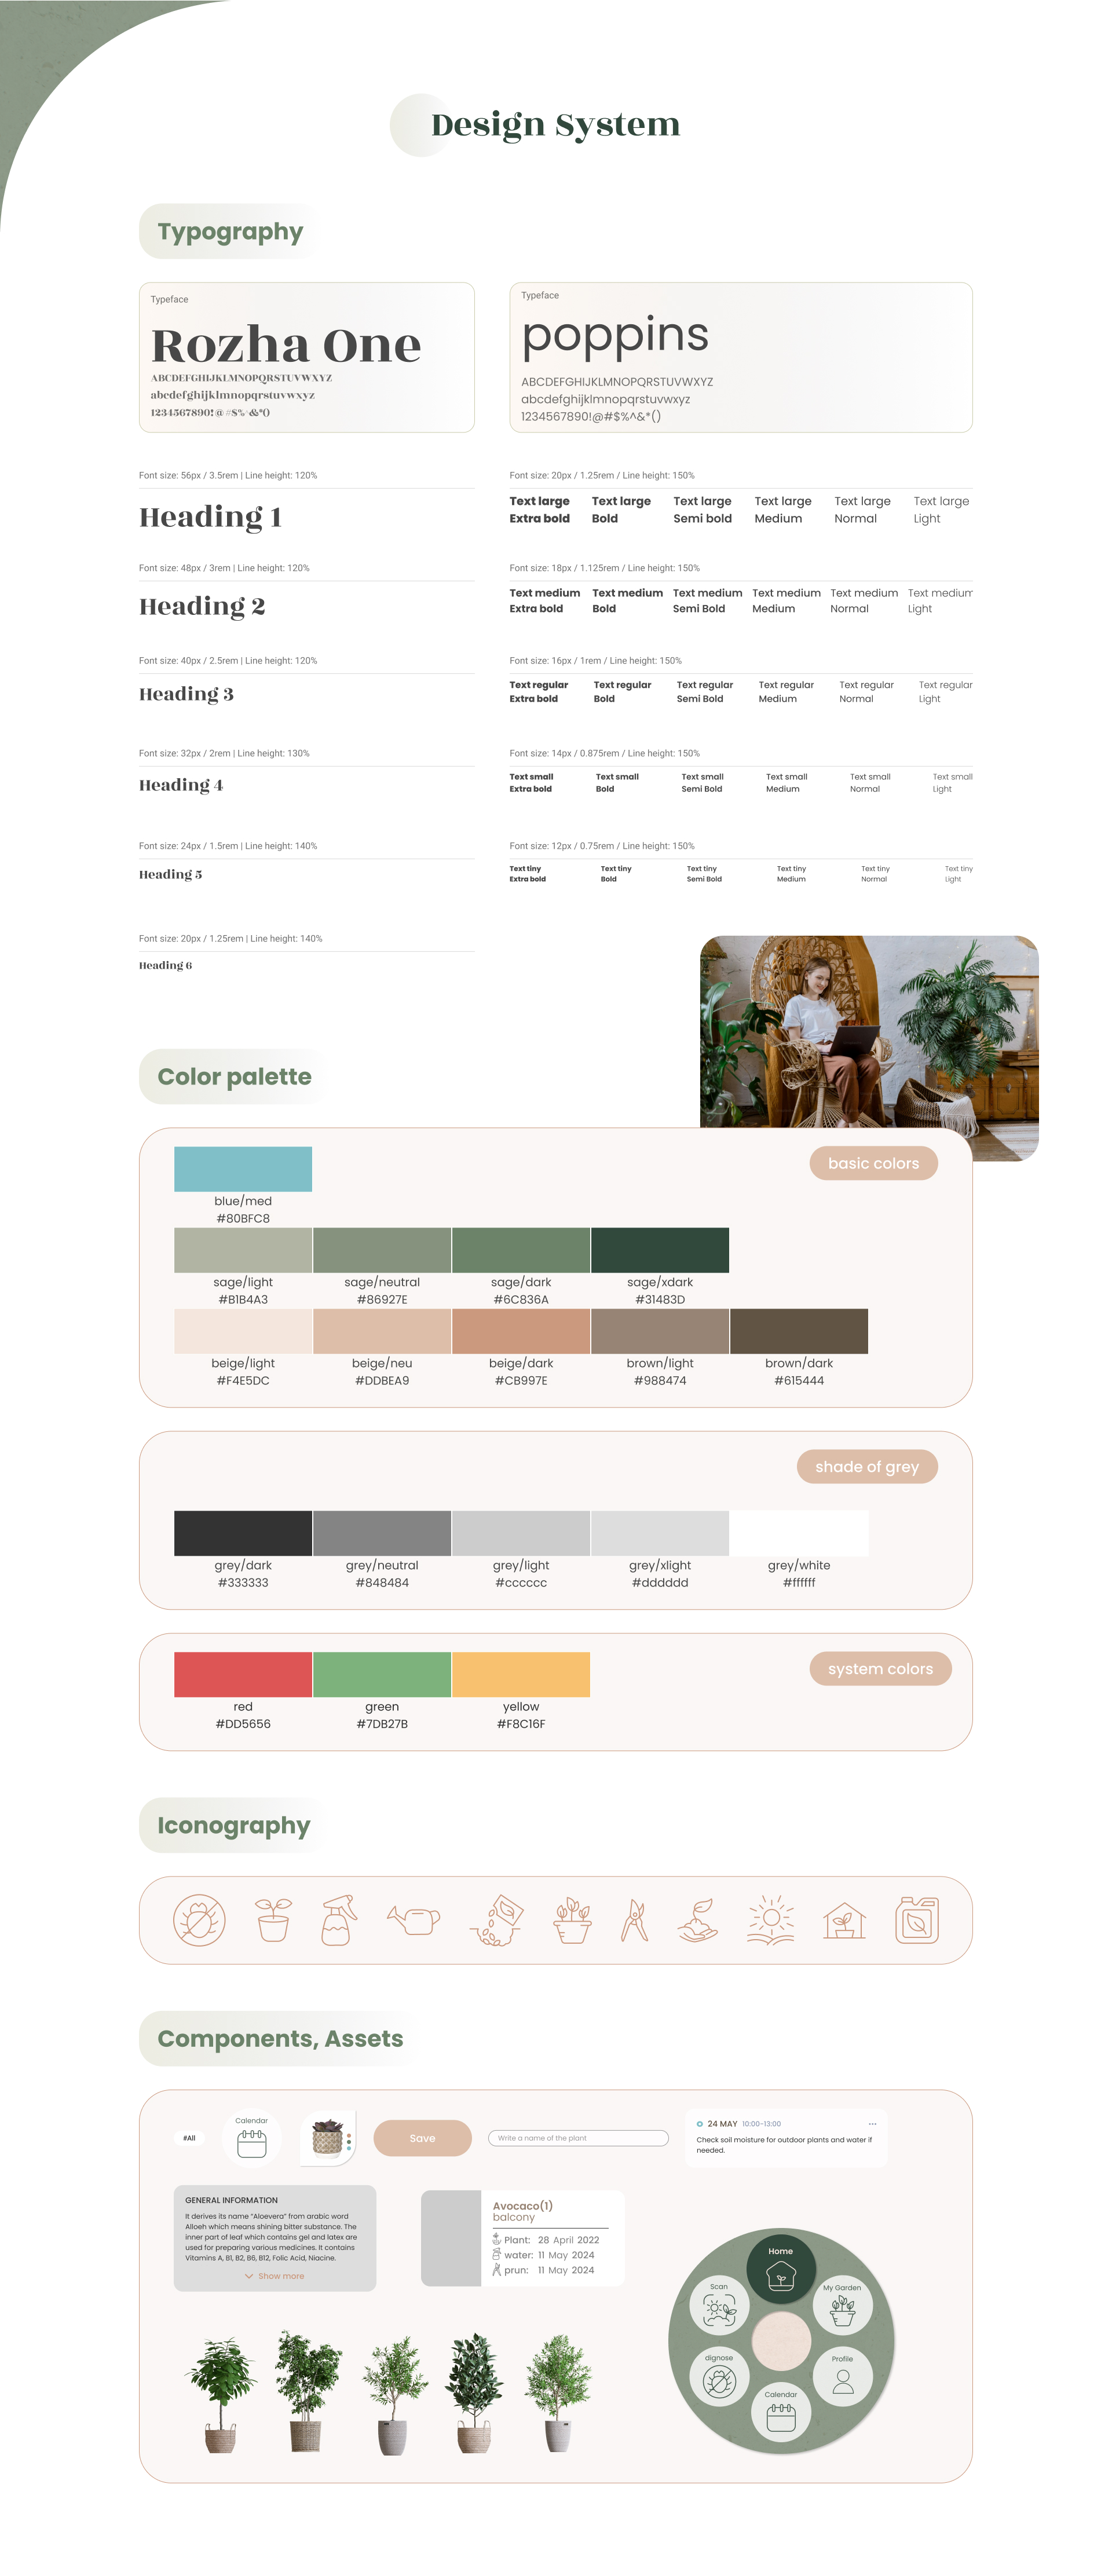 Design System
Typography
Typeface
Rozha One
ABCDEFGHIJKLMNOPQRSTUVWXYZ
abcdefghijklmnopqrstuvwxyz
1234567890!@#$%^&*()
Typeface
poppins
ABCDEFGHIJKLMNOPQRSTUVWXYZ
abcdefghijklmnopqrstuvwxyz
1234567890!@#$%^&*()
Font size: 56px / 3.5rem | Line height: 120%
Heading 1
Font size: 48px / 3rem | Line height: 120%
Heading 2
Font size: 40px / 2.5rem | Line height: 120%
Heading 3
Font size: 32px / 2rem | Line height: 130%
Heading 4
Font size: 24px / 1.5rem | Line height: 140%
Heading 5
Font size: 20px / 1.25rem | Line height: 140%
Heading 6
Font size: 20px / 1.25rem / Line height: 150%
Text large Text large Text large Text large Text large Text large
Extra bold Bold Semi bold Medium Normal Light
Font size: 18px / 1.125rem / Line height: 150%
Text medium Text medium Text medium Text medium Text medium Text medium
Extra bold Bold Semi Bold Medium Normal Light
Font size: 16px / 1rem / Line height: 150%
Text regular Text regular Text regular Text regular Text regular Text regular
Extra bold Bold Semi Bold Medium Normal Light
Font size: 14px / 0.875rem / Line height: 150%
Text small Text small Text small Text small Text small Text small
Extra bold Bold Semi Bold Medium Normal Light
Font size: 12px / 0.75rem / Line height: 150%
Text tiny Text tiny Text tiny Text tiny Text tiny Text tiny
Extra bold Bold Semi Bold Medium Normal Light
Color palette
basic colors
blue/med
#80BFC8
sage/light sage/neutral sage/dark sage/xdark
#B1B4A3 #86927E #6C836A #31483D
beige/light beige/neu beige/dark brown/light brown/dark
#F4E5DC #DDBEA9 #CB997E #988474 #615444
shade of grey
grey/dark grey/neutral grey/light grey/xlight grey/white
#333333 #848484 #cccccc #dddddd #ffffff
system colors
red green yellow
#DD5656 #7DB27B #F8C16F
Iconography
Components, Assets
#All
Calendar
Save
Write a name of the plant
24 MAY 10:00-13:00 ...
Check soil moisture for outdoor plants and water if
needed.
GENERAL INFORMATION
It derives its name “Aloevera” from arabic word
Alloeh which means shining bitter substance. The
inner part of leaf which contains gel and latex are
used for preparing various medicines. It contains
Vitamins A, B1, B2, B6, B12, Folic Acid, Niacine.
Show more
Avocaco(1)
balcony
Plant: 28 April 2022
water: 11 May 2024
prun: 11 May 2024
Home
Scan
My Garden
dignose
Profile
Calendar